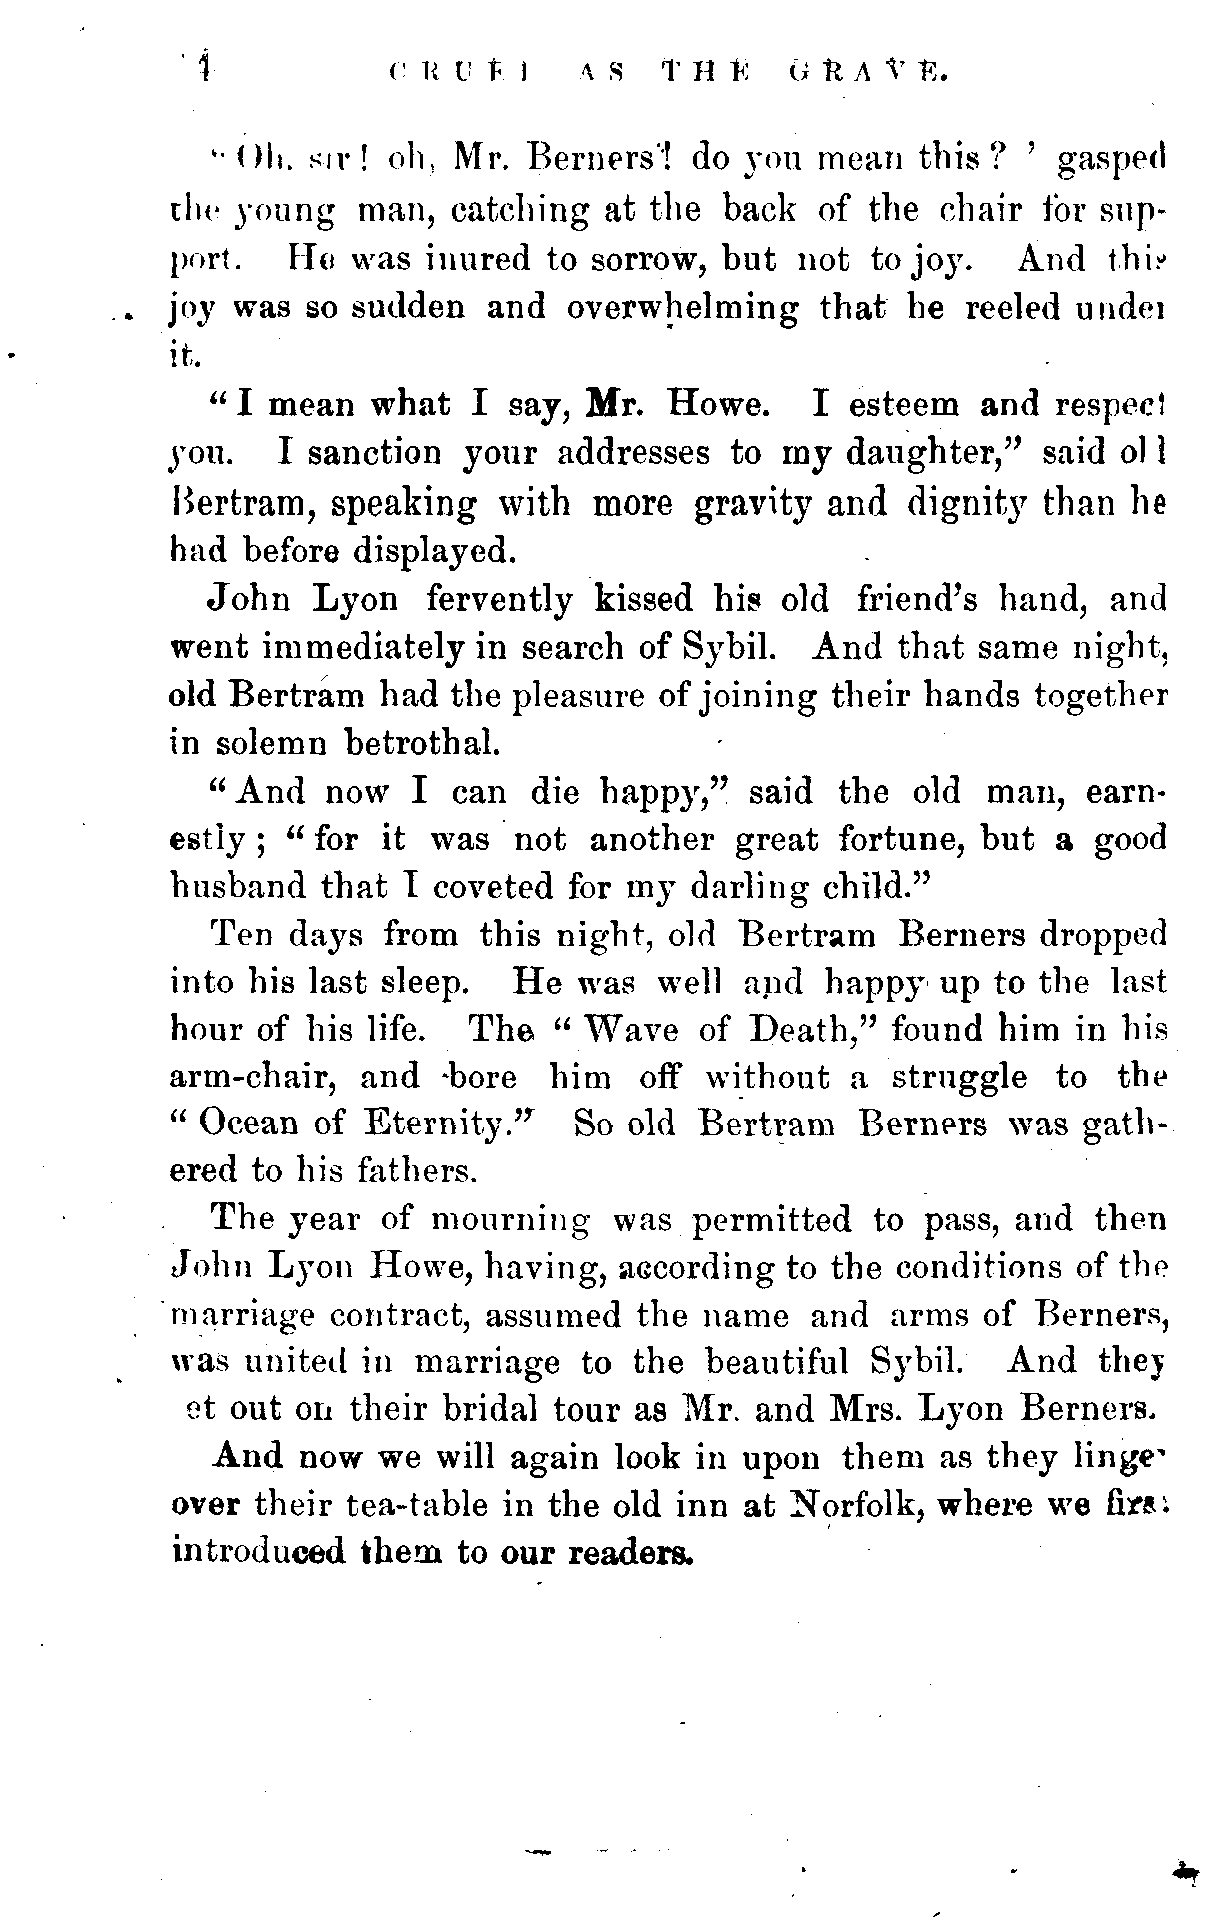 CRUEL AS THE GRAVE.
“Oh, sir! oh, Mr. Berners! do you mean this?’ gasped
the young man, catching at the back of the chair for sup-
port. He was inured to sorrow, but not to joy. And this
joy was so sudden and overwhelming that he reeled under
it.
“I mean what I say, Mr. Howe. I esteem and respect
you. I sanction your addresses to my daughter,” said old
Bertram, speaking with more gravity and dignity than he
had before displayed.
John Lyon fervently kissed his old friend’s hand, and
went immediately in search of Sybil. And that same night,
old Bertram had the pleasure of joining their hands together
in solemn betrothal.
“And now I can die happy,” said the old man, earn-
estly; “for it was not another great fortune, but a good
husband that I coveted for my darling child.”
Ten days from this night, old Bertram Berners dropped
into his last sleep. He was well and happy up to the last
hour of his life. The “Wave of Death,” found him in his
arm-chair, and bore him off without a struggle to the
“Ocean of Eternity.” So old Bertram Berners was gath-
ered to his fathers.
The year of mourning was permitted to pass, and then
John Lyon Howe, having, according to the conditions of the
marriage contract, assumed the name and arms of Berners,
was united in marriage to the beautiful Sybil. And they
et out on their bridal tour as Mr. and Mrs. Lyon Berners.
And now we will again look in upon them as they linger
over their tea-table in the old inn at Norfolk, where we first
introduced them to our readers.